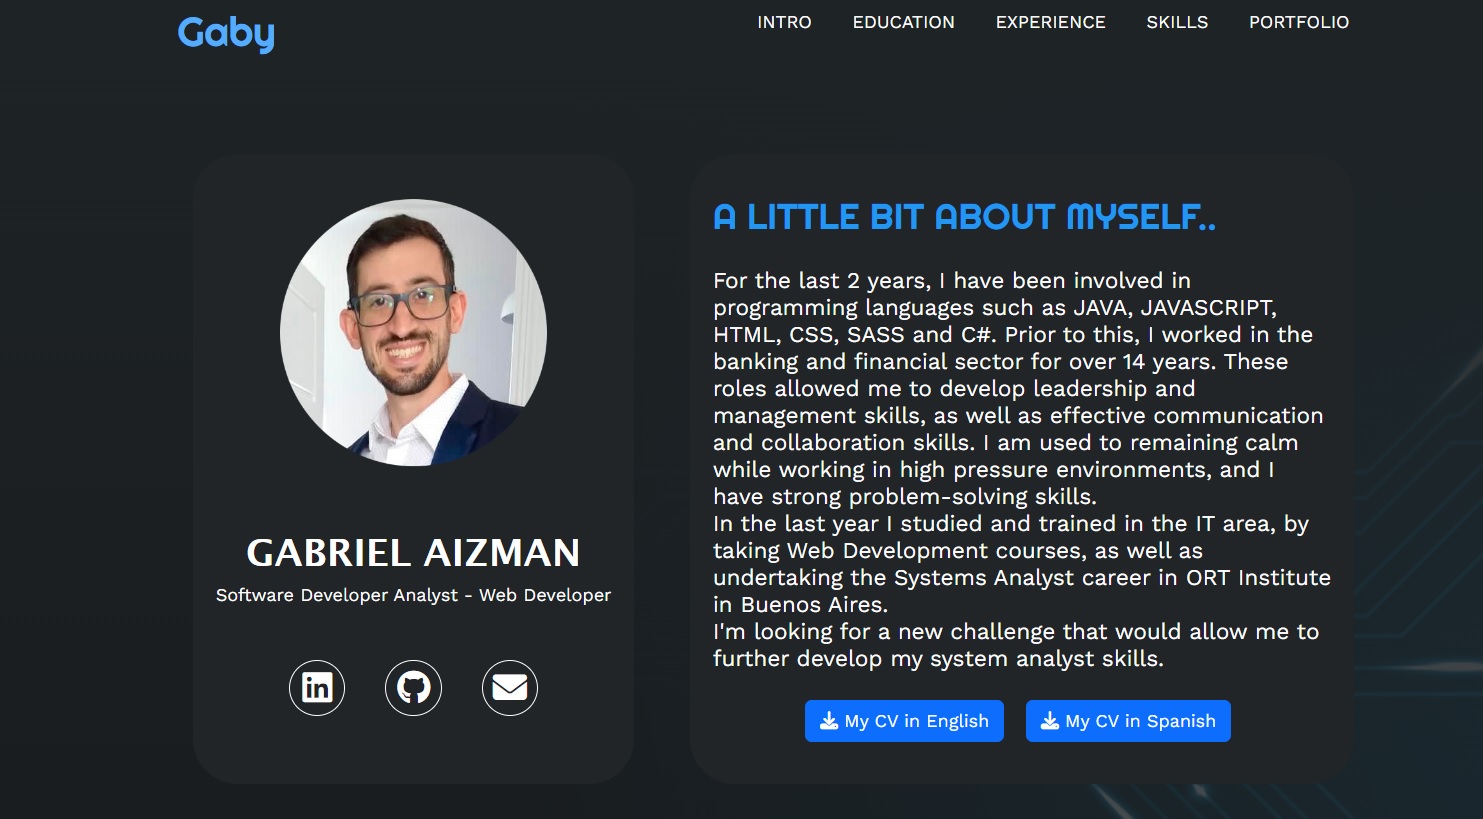 Gaby
INTRO EDUCATION EXPERIENCE SKILLS PORTFOLIO
GABRIEL AIZMAN
Software Developer Analyst - Web Developer
in
A LITTLE BIT ABOUT MYSELF..
For the last 2 years, I have been involved in
programming languages such as JAVA, JAVASCRIPT,
HTML, CSS, SASS and C#. Prior to this, I worked in the
banking and financial sector for over 14 years. These
roles allowed me to develop leadership and
management skills, as well as effective communication
and collaboration skills. I am used to remaining calm
while working in high pressure environments, and I
have strong problem-solving skills.
In the last year I studied and trained in the IT area, by
taking Web Development courses, as well as
undertaking the Systems Analyst career in ORT Institute
in Buenos Aires.
I'm looking for a new challenge that would allow me to
further develop my system analyst skills.
My CV in English
My CV in Spanish